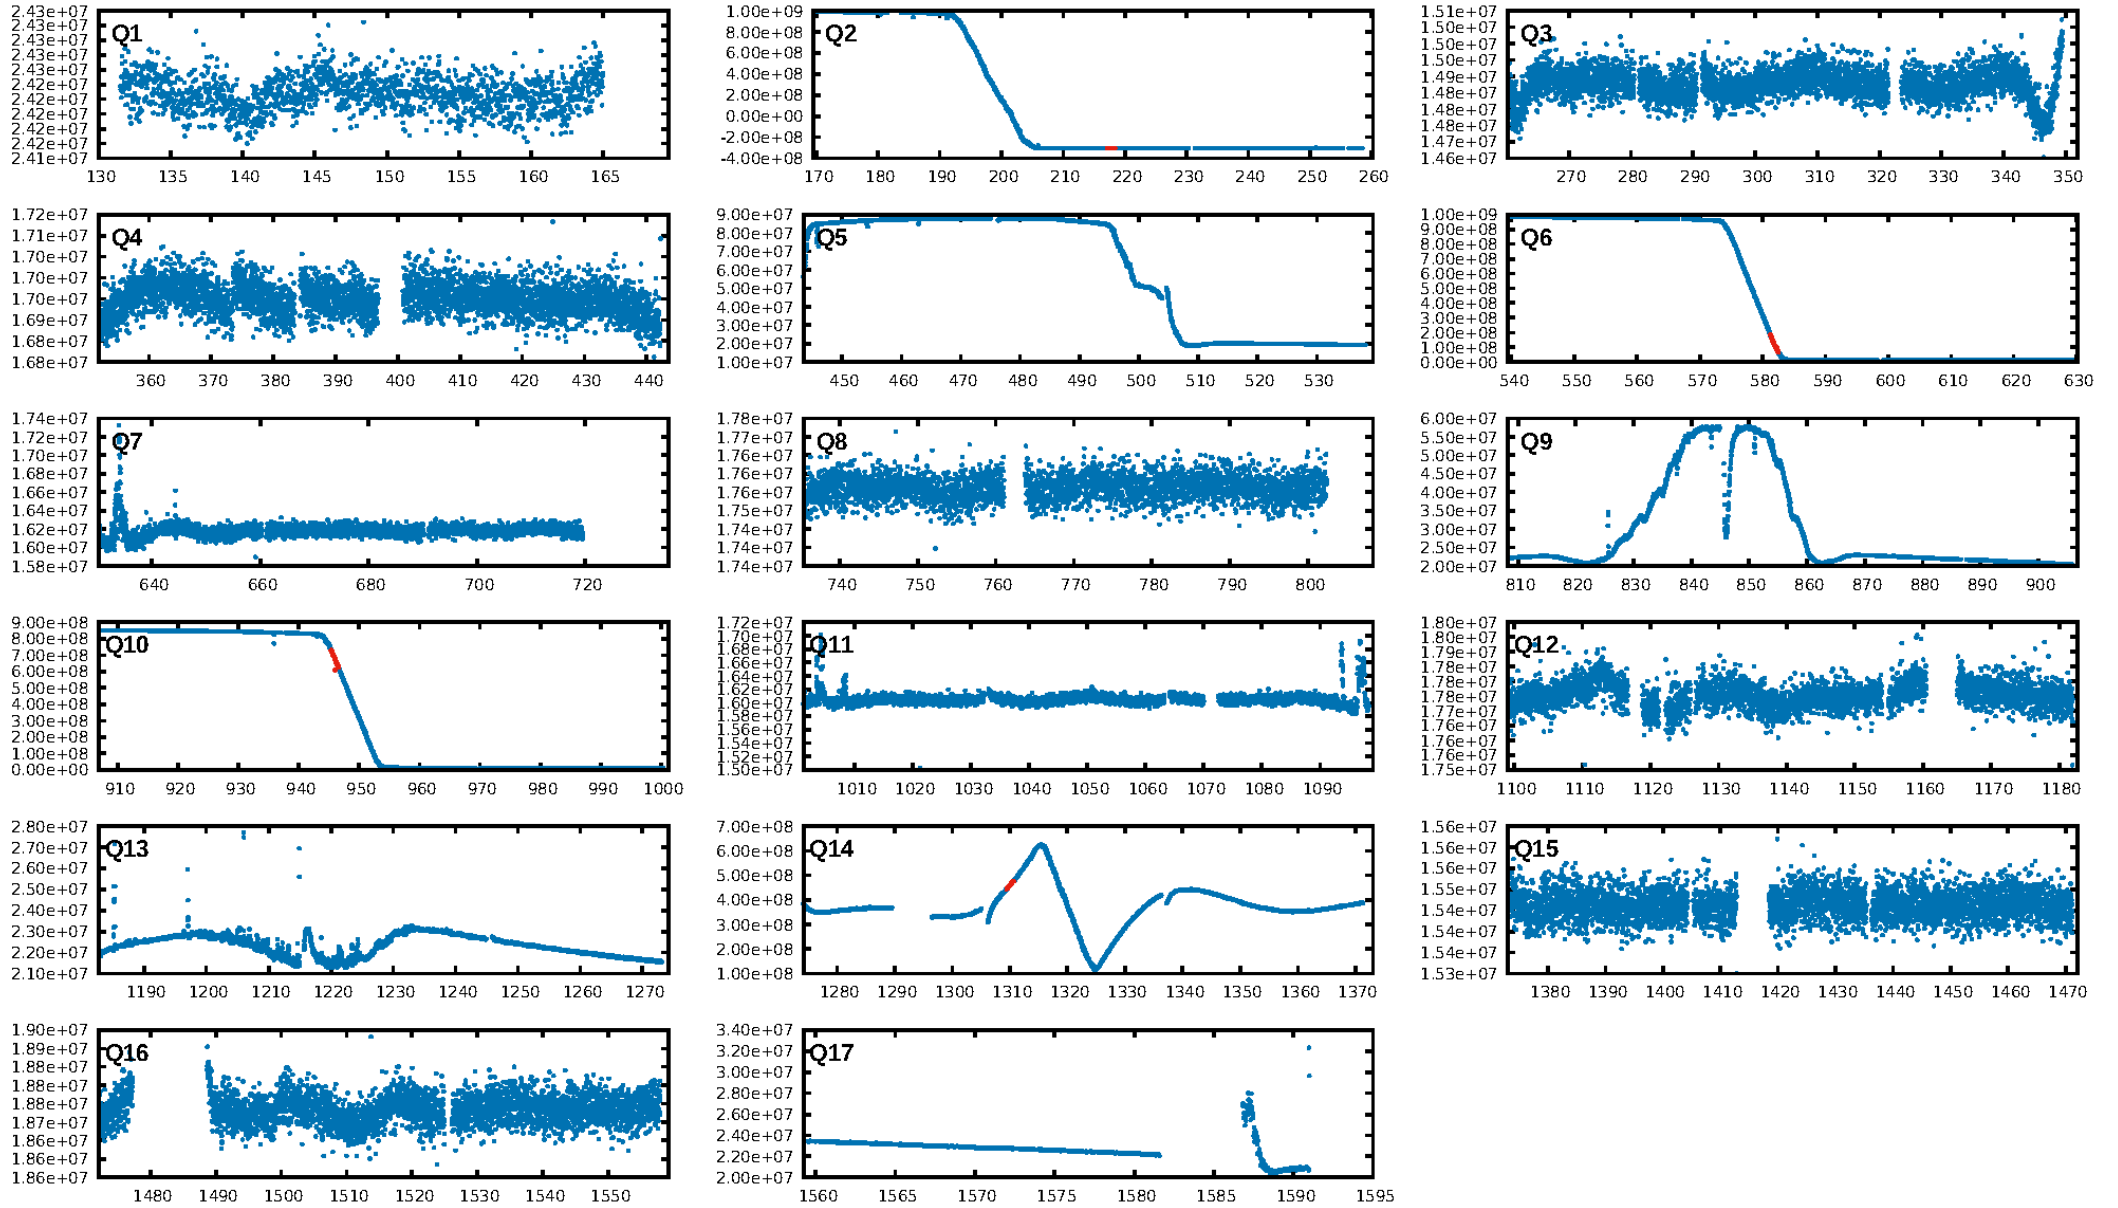 2.43e+07
2.43e+07
2.43e+07
2.43e+07
2.43e+07
2.42e+07
2.42e+07
2.42e+07
2.42e+07
2.42e+07
2.41e+07
Q1
130 135 140 145 150 155 160 165
1.00e+09
8.00e+08
6.00e+08
4.00e+08
2.00e+08
0.00e+00
-2.00e+08
-4.00e+08
Q2
170 180 190 200 210 220 230 240 250 260
1.51e+07
1.50e+07
1.50e+07
1.50e+07
1.49e+07
1.48e+07
1.48e+07
1.48e+07
1.47e+07
1.46e+07
Q3
270 280 290 300 310 320 330 340 350
1.72e+07
1.71e+07
1.70e+07
1.70e+07
1.70e+07
1.69e+07
1.68e+07
1.68e+07
Q4
360 370 380 390 400 410 420 430 440
9.00e+07
8.00e+07
7.00e+07
6.00e+07
5.00e+07
4.00e+07
3.00e+07
2.00e+07
1.00e+07
Q5
450 460 470 480 490 500 510 520 530
1.00e+09
9.00e+08
8.00e+08
7.00e+08
6.00e+08
5.00e+08
4.00e+08
3.00e+08
2.00e+08
1.00e+08
0.00e+00
Q6
540 550 560 570 580 590 600 610 620 630
1.74e+07
1.72e+07
1.70e+07
1.68e+07
1.66e+07
1.64e+07
1.62e+07
1.60e+07
1.58e+07
Q7
640 660 680 700 720
1.78e+07
1.77e+07
1.76e+07
1.76e+07
1.76e+07
1.75e+07
1.74e+07
1.74e+07
1.74e+07
Q8
740 750 760 770 780 790 800
6.00e+07
5.50e+07
5.00e+07
4.50e+07
4.00e+07
3.50e+07
3.00e+07
2.50e+07
2.00e+07
Q9
810 820 830 840 850 860 870 880 890 900
9.00e+08
8.00e+08
7.00e+08
6.00e+08
5.00e+08
4.00e+08
3.00e+08
2.00e+08
1.00e+08
0.00e+00
Q10
910 920 930 940 950 960 970 980 990 1000
1.72e+07
1.70e+07
1.68e+07
1.66e+07
1.64e+07
1.62e+07
1.60e+07
1.58e+07
1.56e+07
1.54e+07
1.52e+07
1.50e+07
Q11
1010 1020 1030 1040 1050 1060 1070 1080 1090
1.80e+07
1.80e+07
1.79e+07
1.78e+07
1.78e+07
1.78e+07
1.77e+07
1.76e+07
1.76e+07
1.76e+07
1.75e+07
Q12
1100 1110 1120 1130 1140 1150 1160 1170 1180
2.80e+07
2.70e+07
2.60e+07
2.50e+07
2.40e+07
2.30e+07
2.20e+07
2.10e+07
Q13
1190 1200 1210 1220 1230 1240 1250 1260 1270
7.00e+08
6.00e+08
5.00e+08
4.00e+08
3.00e+08
2.00e+08
1.00e+08
Q14
1280 1290 1300 1310 1320 1330 1340 1350 1360 1370
1.56e+07
1.56e+07
1.56e+07
1.55e+07
1.54e+07
1.54e+07
1.54e+07
1.53e+07
Q15
1380 1390 1400 1410 1420 1430 1440 1450 1460 1470
1.90e+07
1.89e+07
1.88e+07
1.88e+07
1.88e+07
1.87e+07
1.86e+07
1.86e+07
1.86e+07
Q16
1480 1490 1500 1510 1520 1530 1540 1550
3.40e+07
3.20e+07
3.00e+07
2.80e+07
2.60e+07
2.40e+07
2.20e+07
2.00e+07
Q17
1560 1565 1570 1575 1580 1585 1590 1595